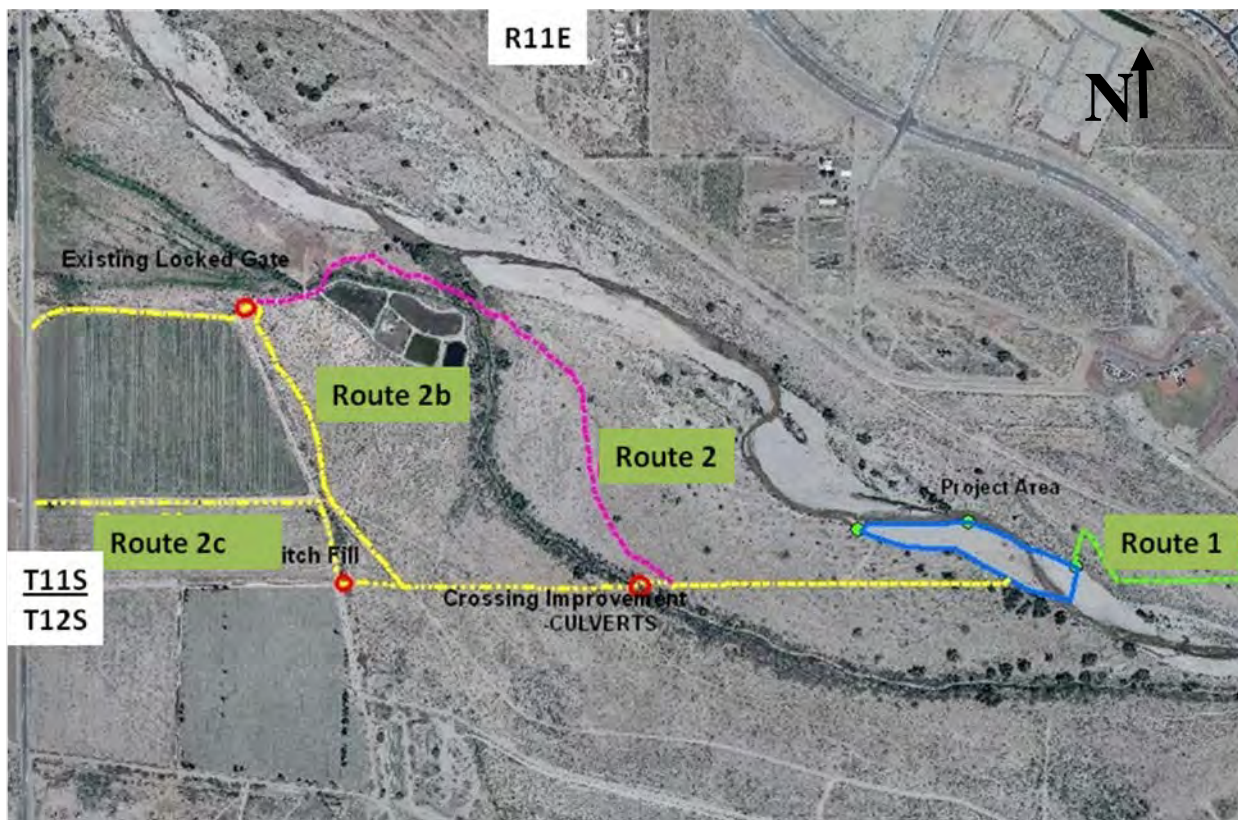 R11E
N
Existing Locked Gate
Route 2b
Route 2
Project Area
Route 2c
itch Fill
Route 1
T11S
T12S
Crossing Improvement
-CULVERTS